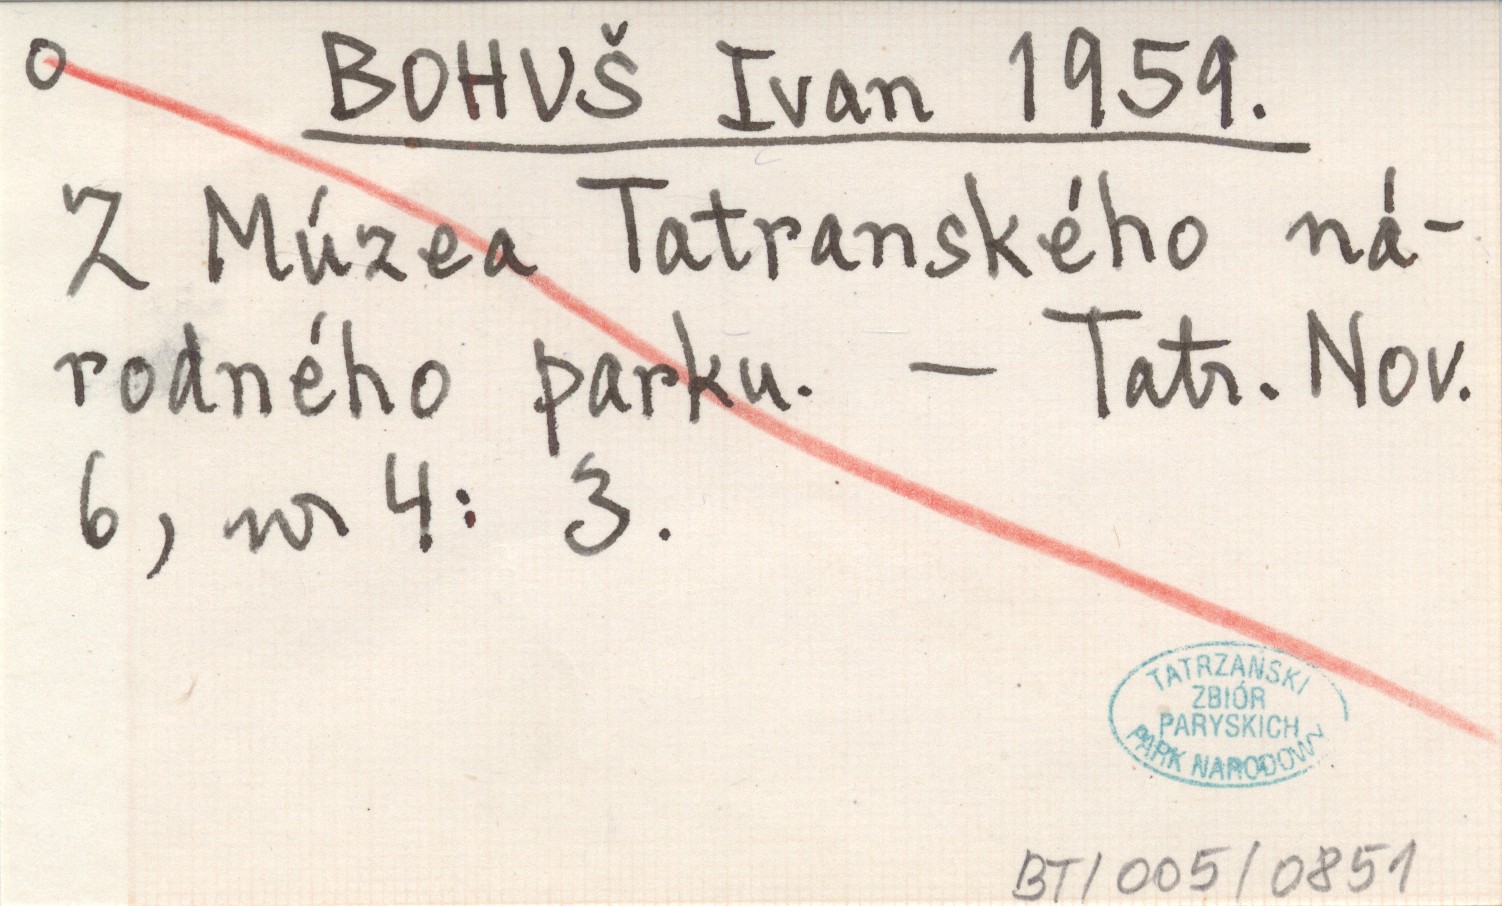 O BOHUŠ Ivan 1959.
Z Múzea Tatranského ná-
rodného parku. — Tatr. Nov.
6, nr 4: 3.
TATRZAŃSKI
ZBIÓR
PARYSKICH
PARK NARODOWY
BT/005/0851